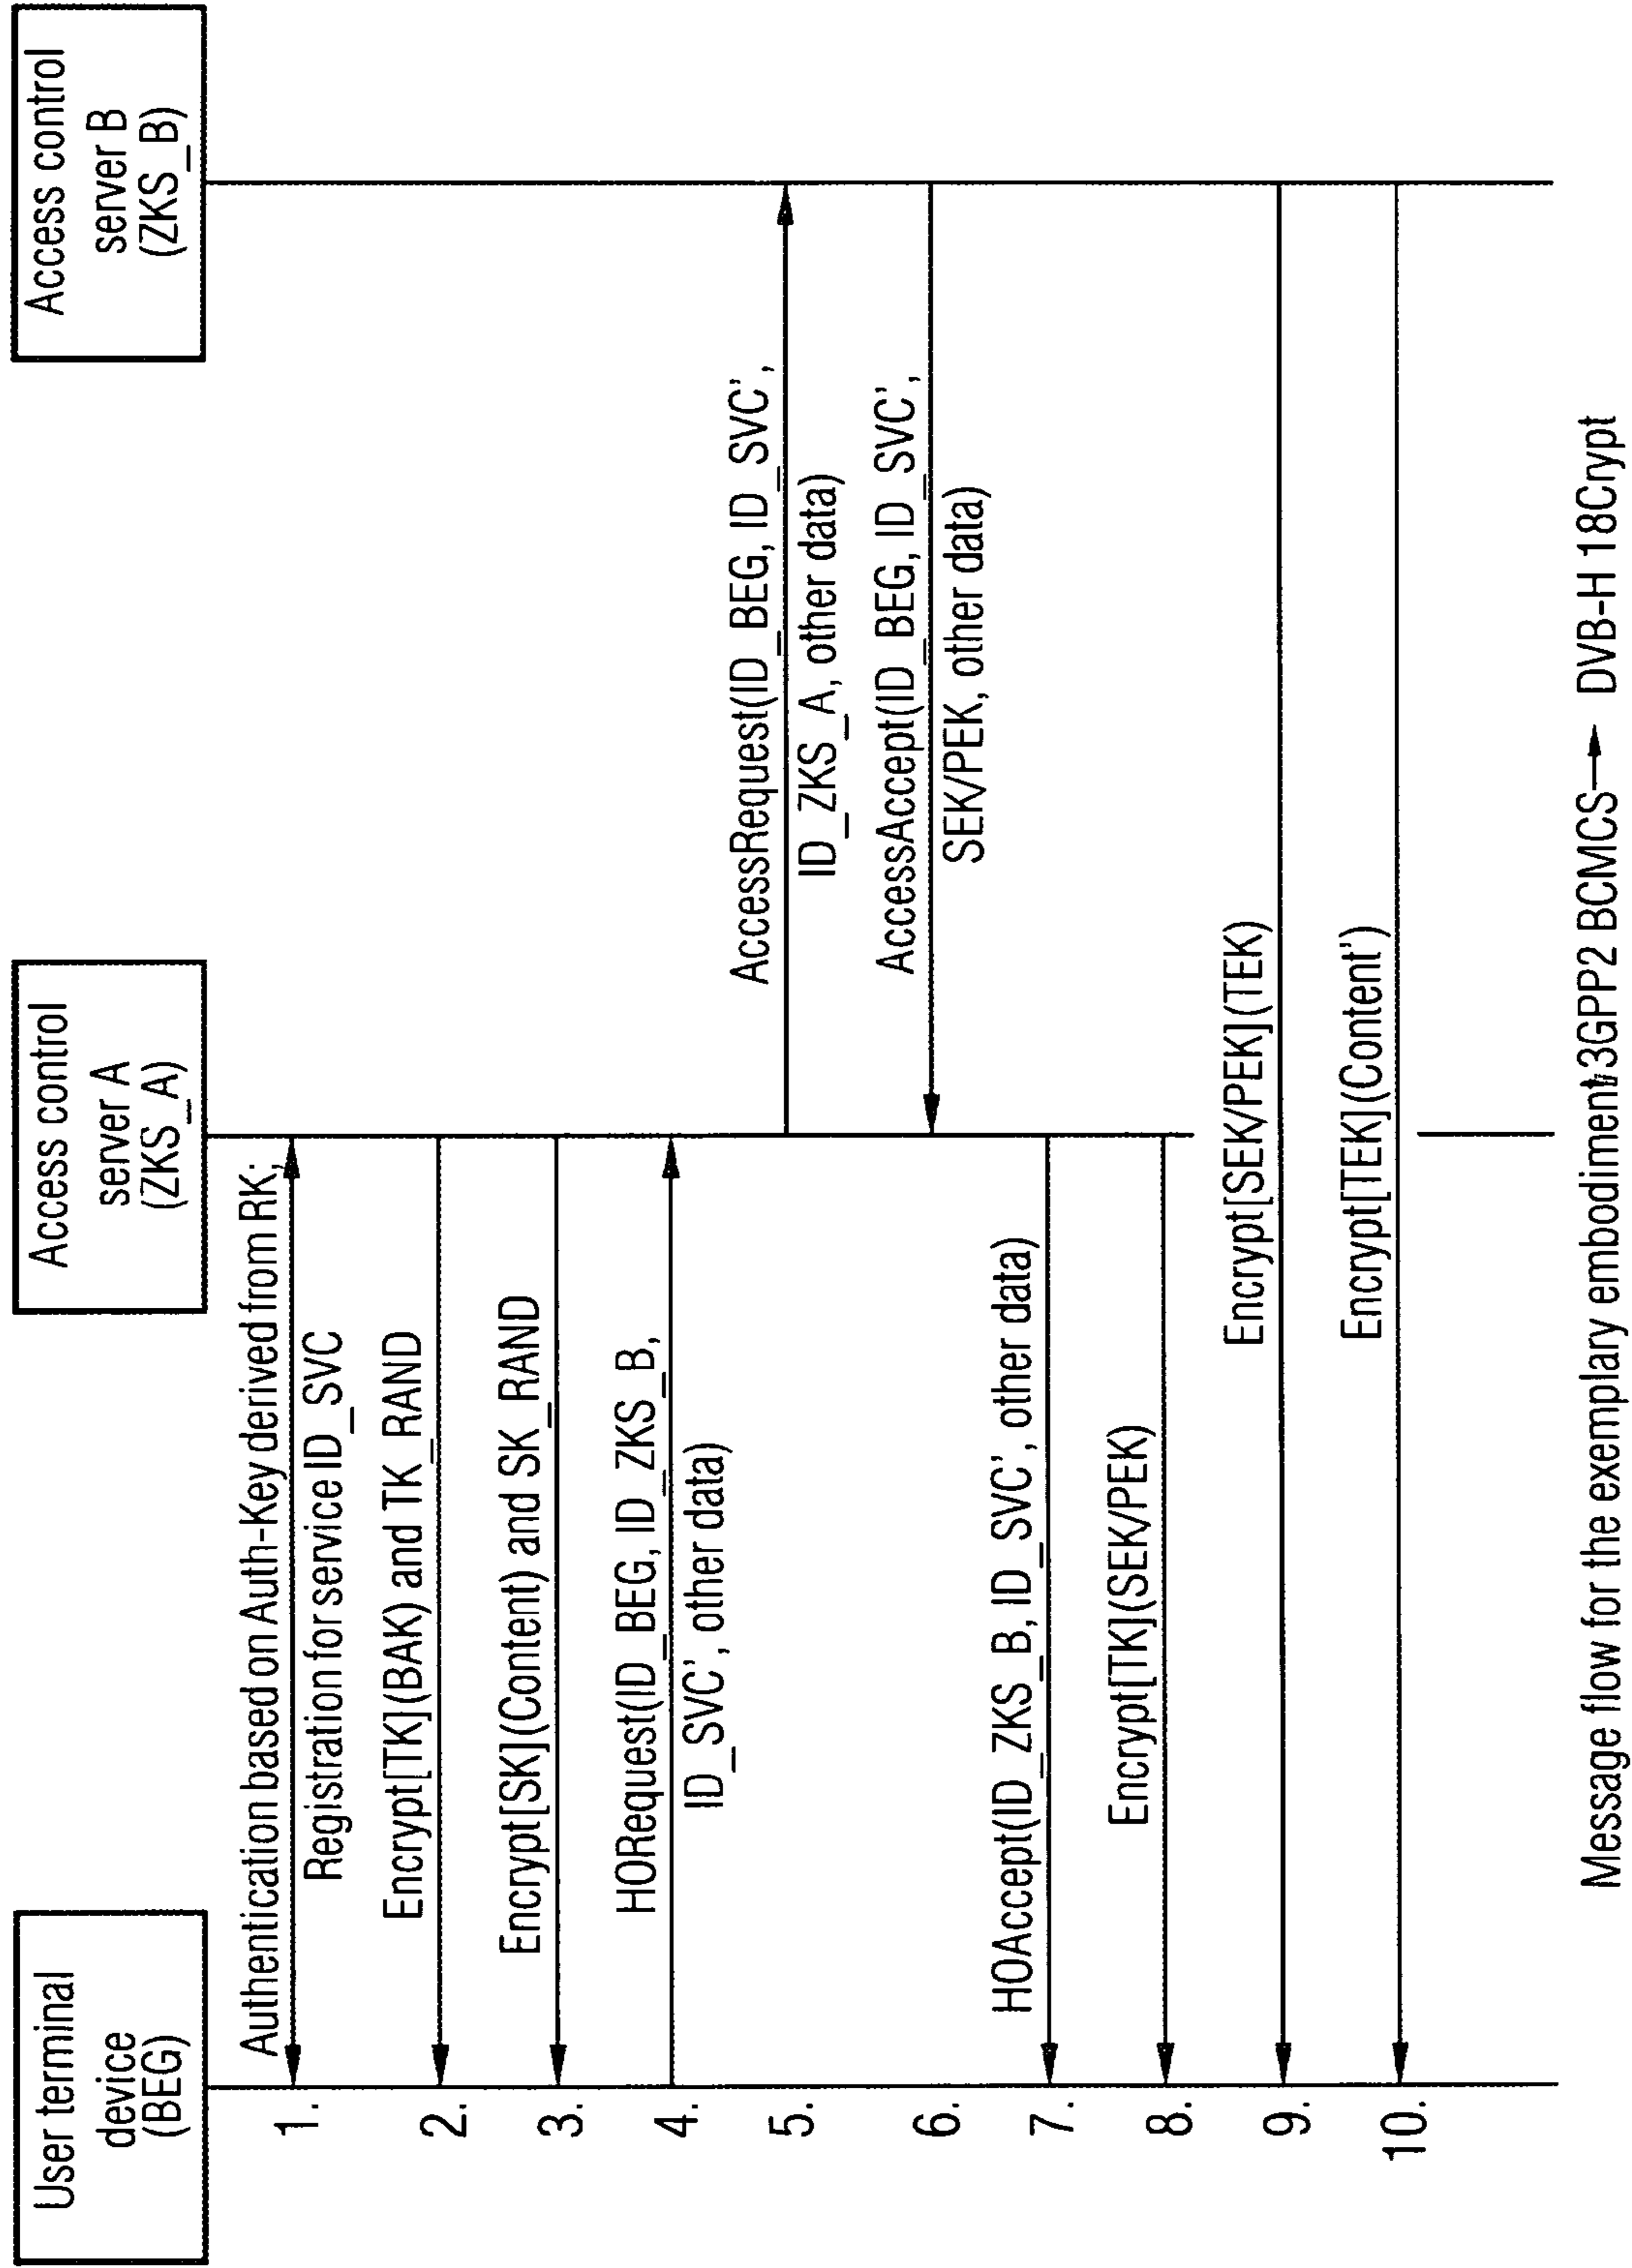 User terminal
device
(BEG)
Access control
server A
(ZKS_A)
Access control
server B
(ZKS_B)
1.
Authentication based on Auth-Key derived from RK;
Registration for service ID_SVC
2.
Encrypt[TK](BAK) and TK_RAND
3.
Encrypt[SK](Content) and SK_RAND
4.
HORequest(ID_BEG, ID_ZKS_B,
ID_SVC', other data)
5.
AccessRequest(ID_BEG, ID_SVC',
ID_ZKS_A, other data)
6.
AccessAccept(ID_BEG, ID_SVC',
SEK/PEK, other data)
7.
HOAccept(ID_ZKS_B, ID_SVC', other data)
8.
Encrypt[TK](SEK/PEK)
9.
Encrypt[SEK/PEK](TEK)
10.
Encrypt[TEK](Content')
Message flow for the exemplary embodiment 3GPP2 BCMCS → DVB-H 18Crypt